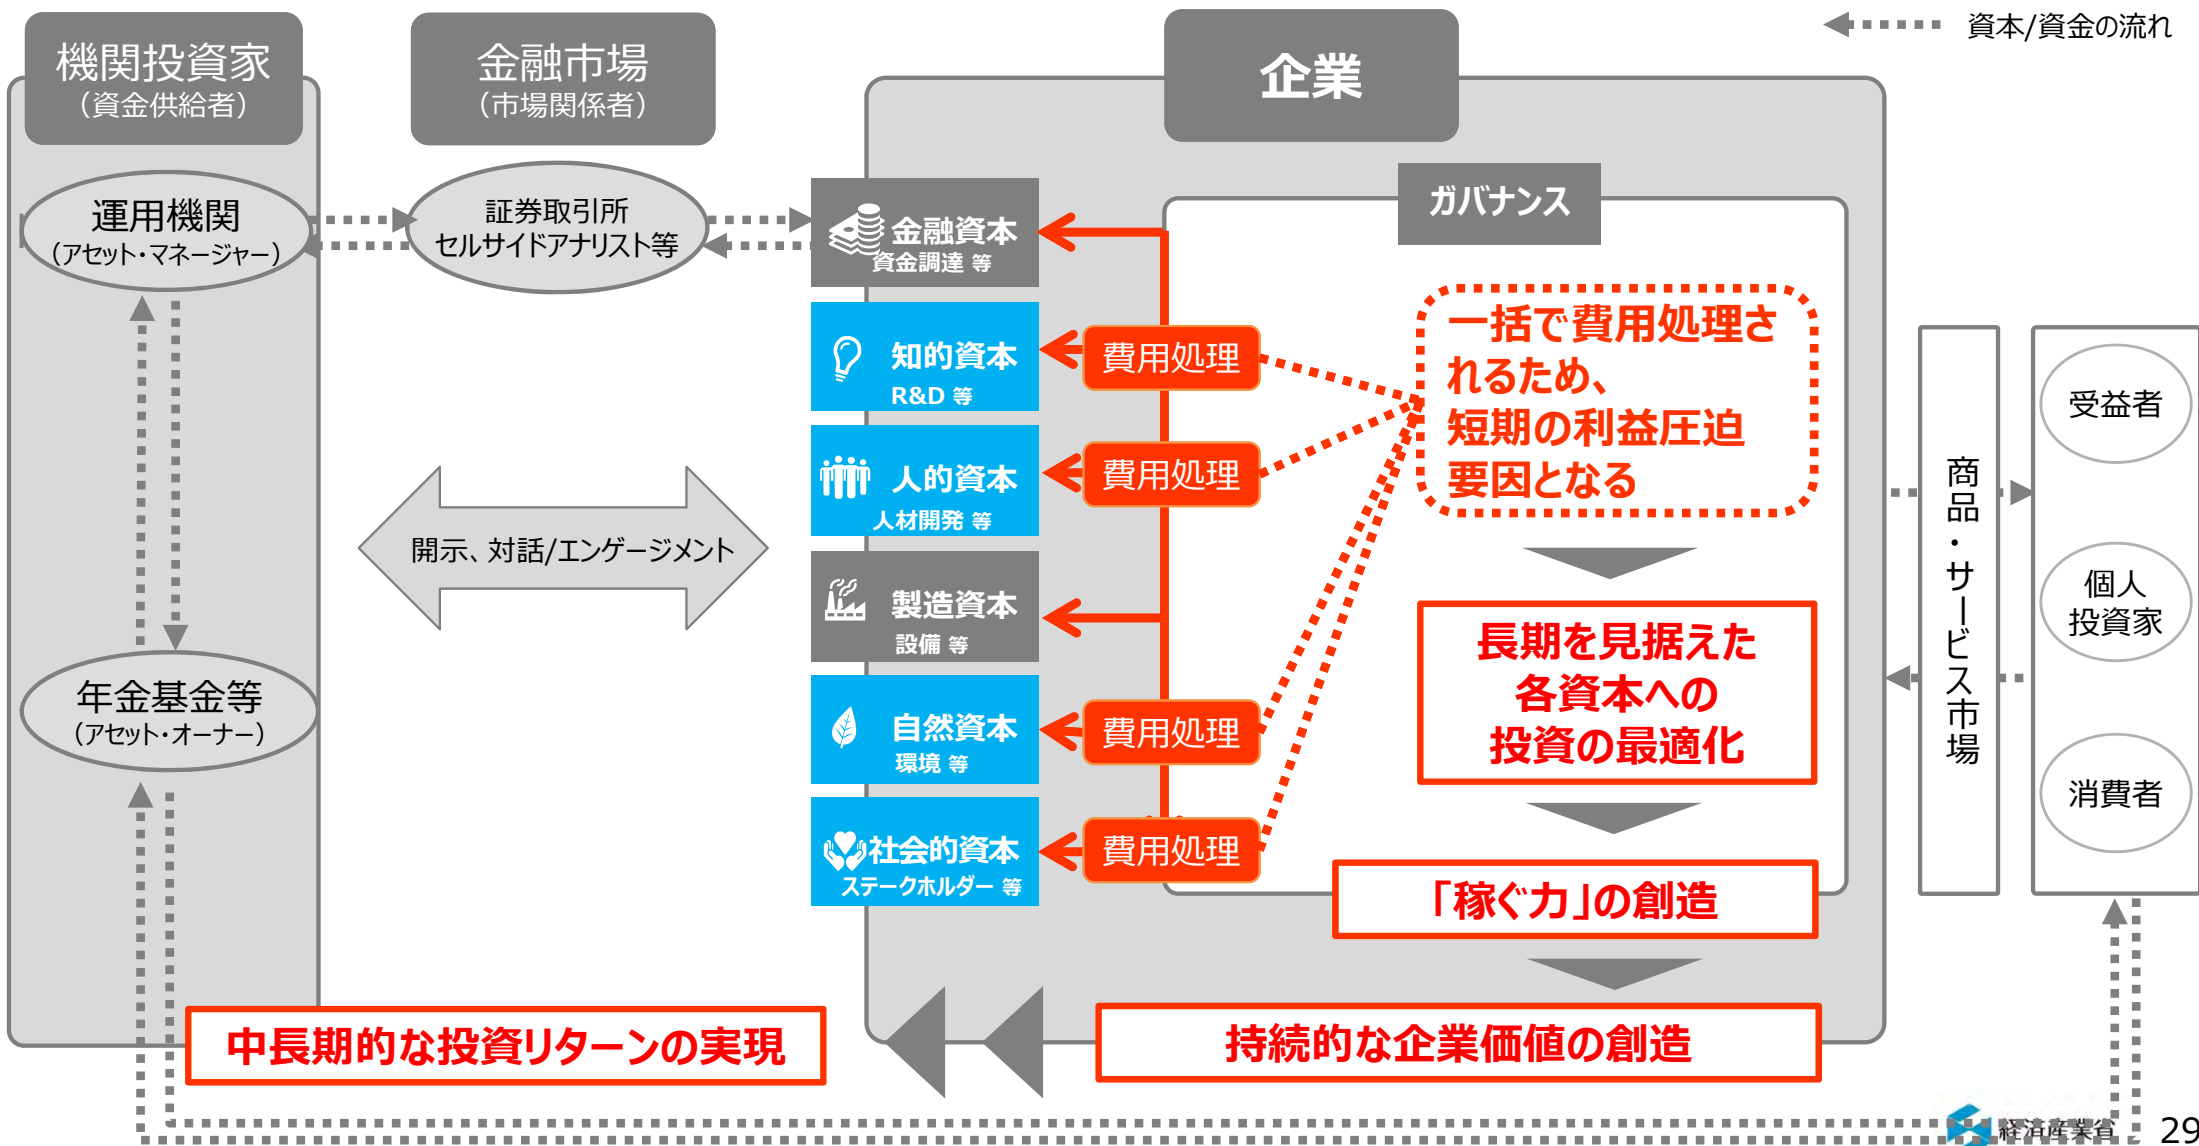 資本/資金の流れ
機関投資家
（資金供給者）
金融市場
（市場関係者）
企業
運用機関
（アセット・マネージャー）
証券取引所
セルサイドアナリスト等
年金基金等
（アセット・オーナー）
開示、対話/エンゲージメント
金融資本
資金調達 等
知的資本
R&D 等
人的資本
人材開発 等
製造資本
設備 等
自然資本
環境 等
社会的資本
ステークホルダー 等
費用処理
費用処理
費用処理
費用処理
ガバナンス
一括で費用処理さ
れるため、
短期の利益圧迫
要因となる
長期を見据えた
各資本への
投資の最適化
「稼ぐ力」の創造
持続的な企業価値の創造
中長期的な投資リターンの実現
商品・サービス市場
受益者
個人
投資家
消費者
経済産業省
29